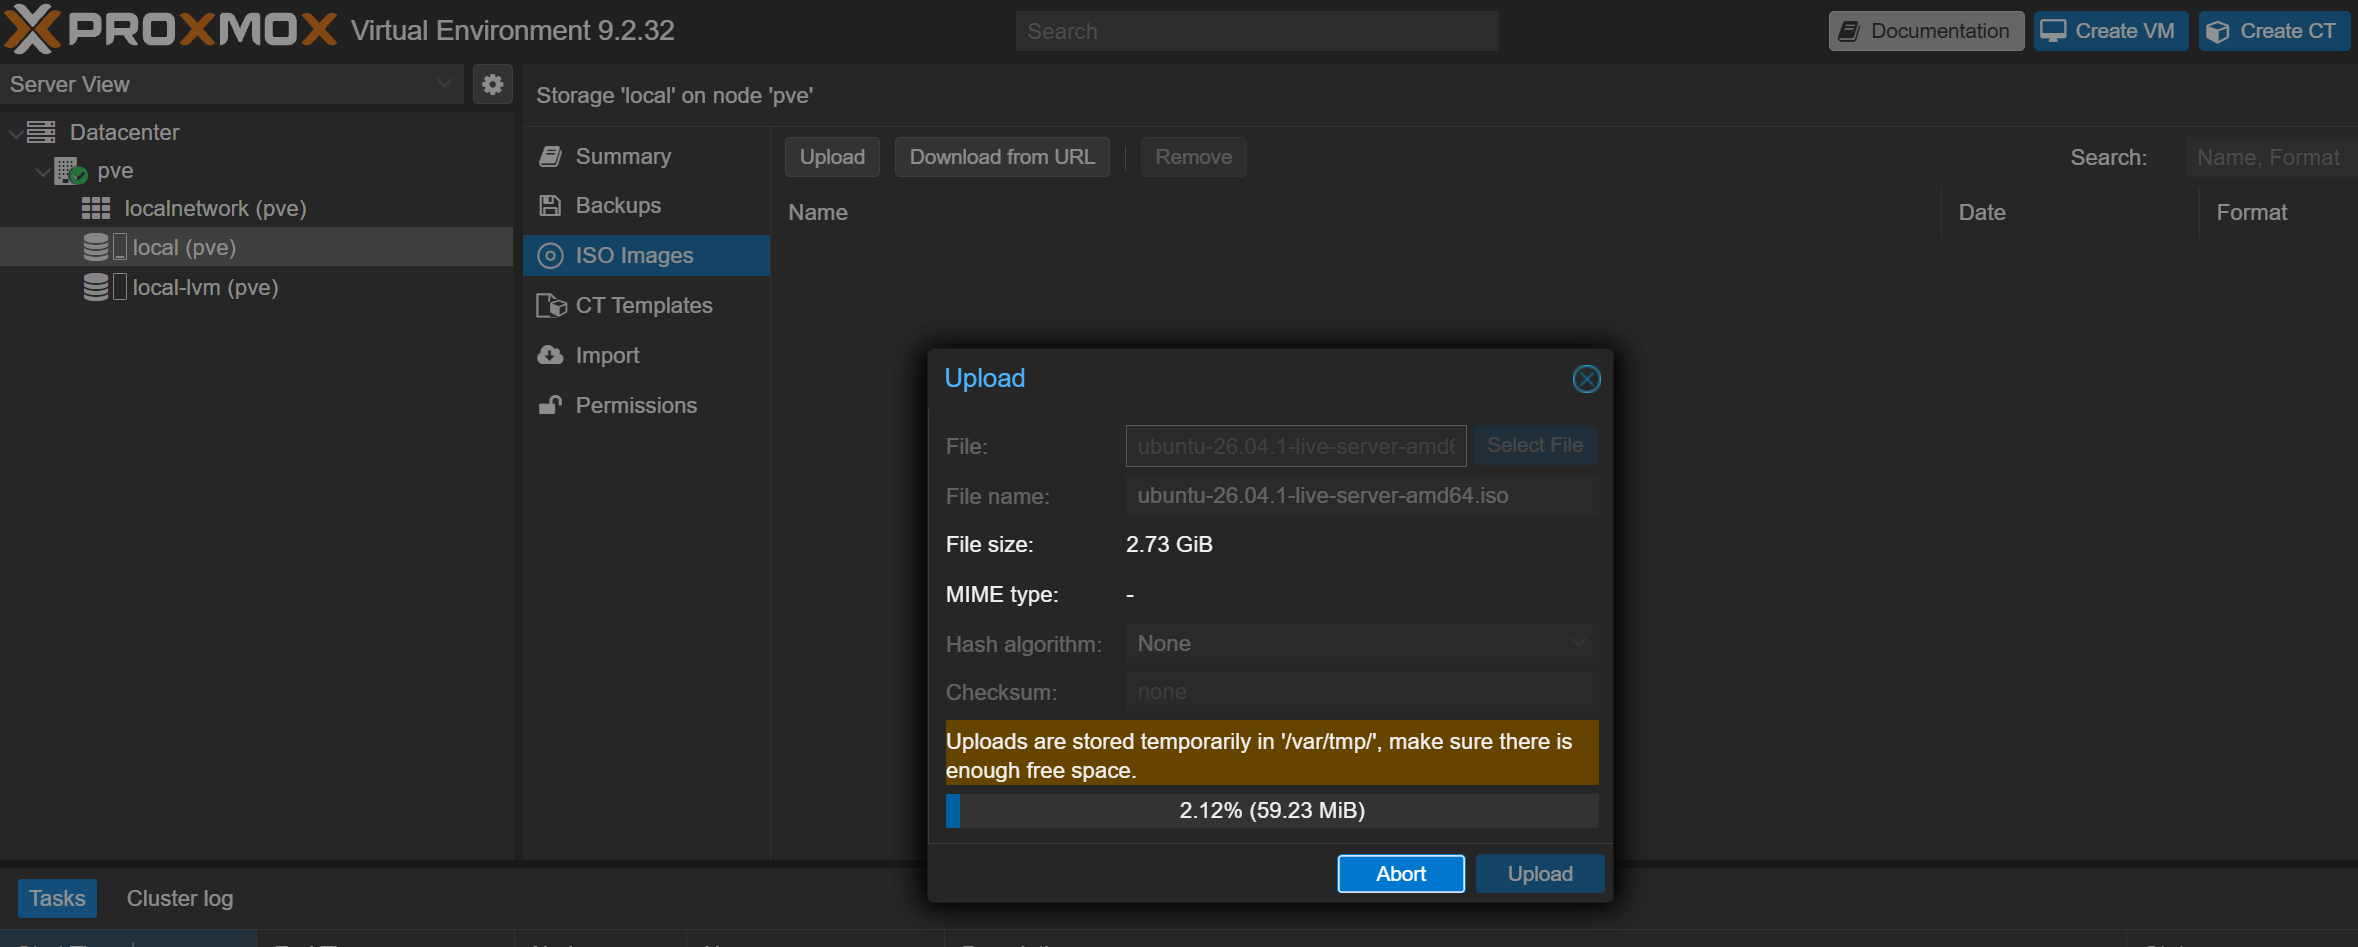 PROXMOX Virtual Environment 9.2.32
Search
Documentation
Create VM
Create CT
Server View
Datacenter
pve
localnetwork (pve)
local (pve)
local-lvm (pve)
Storage 'local' on node 'pve'
Summary
Backups
ISO Images
CT Templates
Import
Permissions
Upload
Download from URL
Remove
Search:
Name, Format
Name
Date
Format
Upload
File:
ubuntu-26.04.1-live-server-amd6
Select File
File name:
ubuntu-26.04.1-live-server-amd64.iso
File size:
2.73 GiB
MIME type:
-
Hash algorithm:
None
Checksum:
none
Uploads are stored temporarily in '/var/tmp/', make sure there is
enough free space.
2.12% (59.23 MiB)
Abort
Upload
Tasks
Cluster log